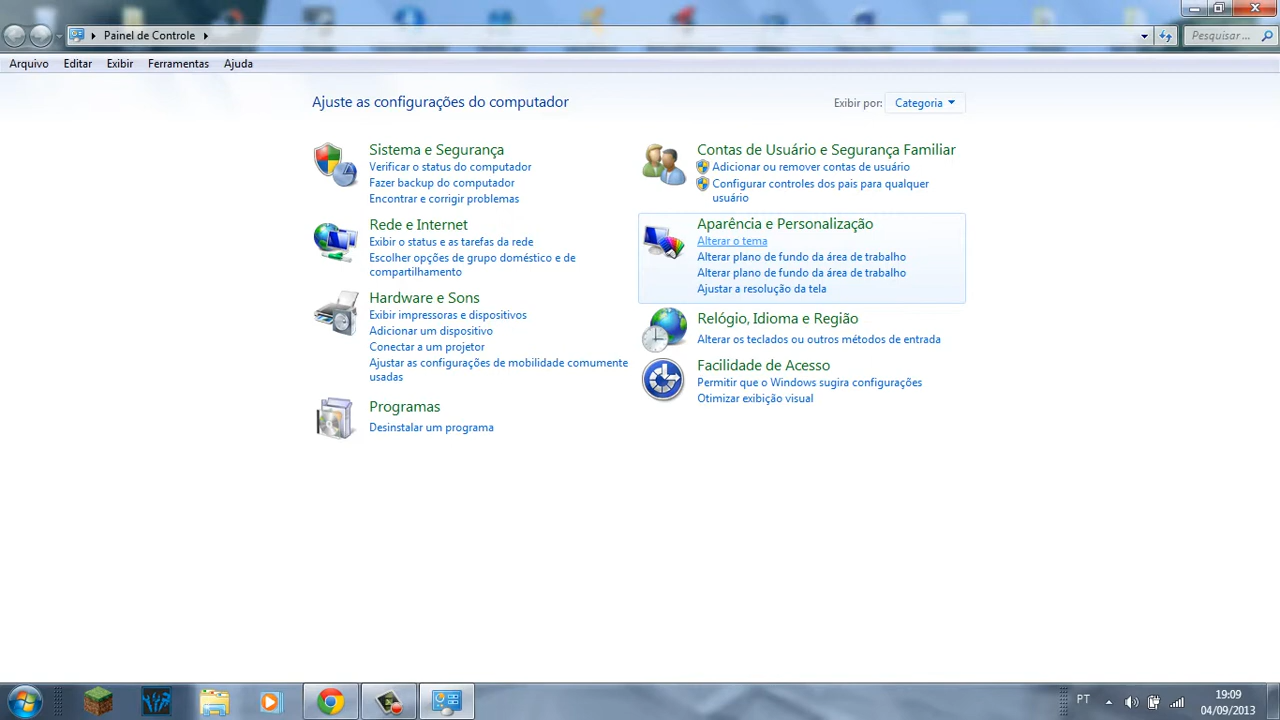 Painel de Controle
Pesquisar ...
Arquivo Editar Exibir Ferramentas Ajuda
Ajuste as configurações do computador
Exibir por: Categoria
Sistema e Segurança
Verificar o status do computador
Fazer backup do computador
Encontrar e corrigir problemas
Rede e Internet
Exibir o status e as tarefas da rede
Escolher opções de grupo doméstico e de
compartilhamento
Hardware e Sons
Exibir impressoras e dispositivos
Adicionar um dispositivo
Conectar a um projetor
Ajustar as configurações de mobilidade comumente
usadas
Programas
Desinstalar um programa
Contas de Usuário e Segurança Familiar
Adicionar ou remover contas de usuário
Configurar controles dos pais para qualquer
usuário
Aparência e Personalização
Alterar o tema
Alterar plano de fundo da área de trabalho
Alterar plano de fundo da área de trabalho
Ajustar a resolução da tela
Relógio, Idioma e Região
Alterar os teclados ou outros métodos de entrada
Facilidade de Acesso
Permitir que o Windows sugira configurações
Otimizar exibição visual
PT
19:09
04/09/2013